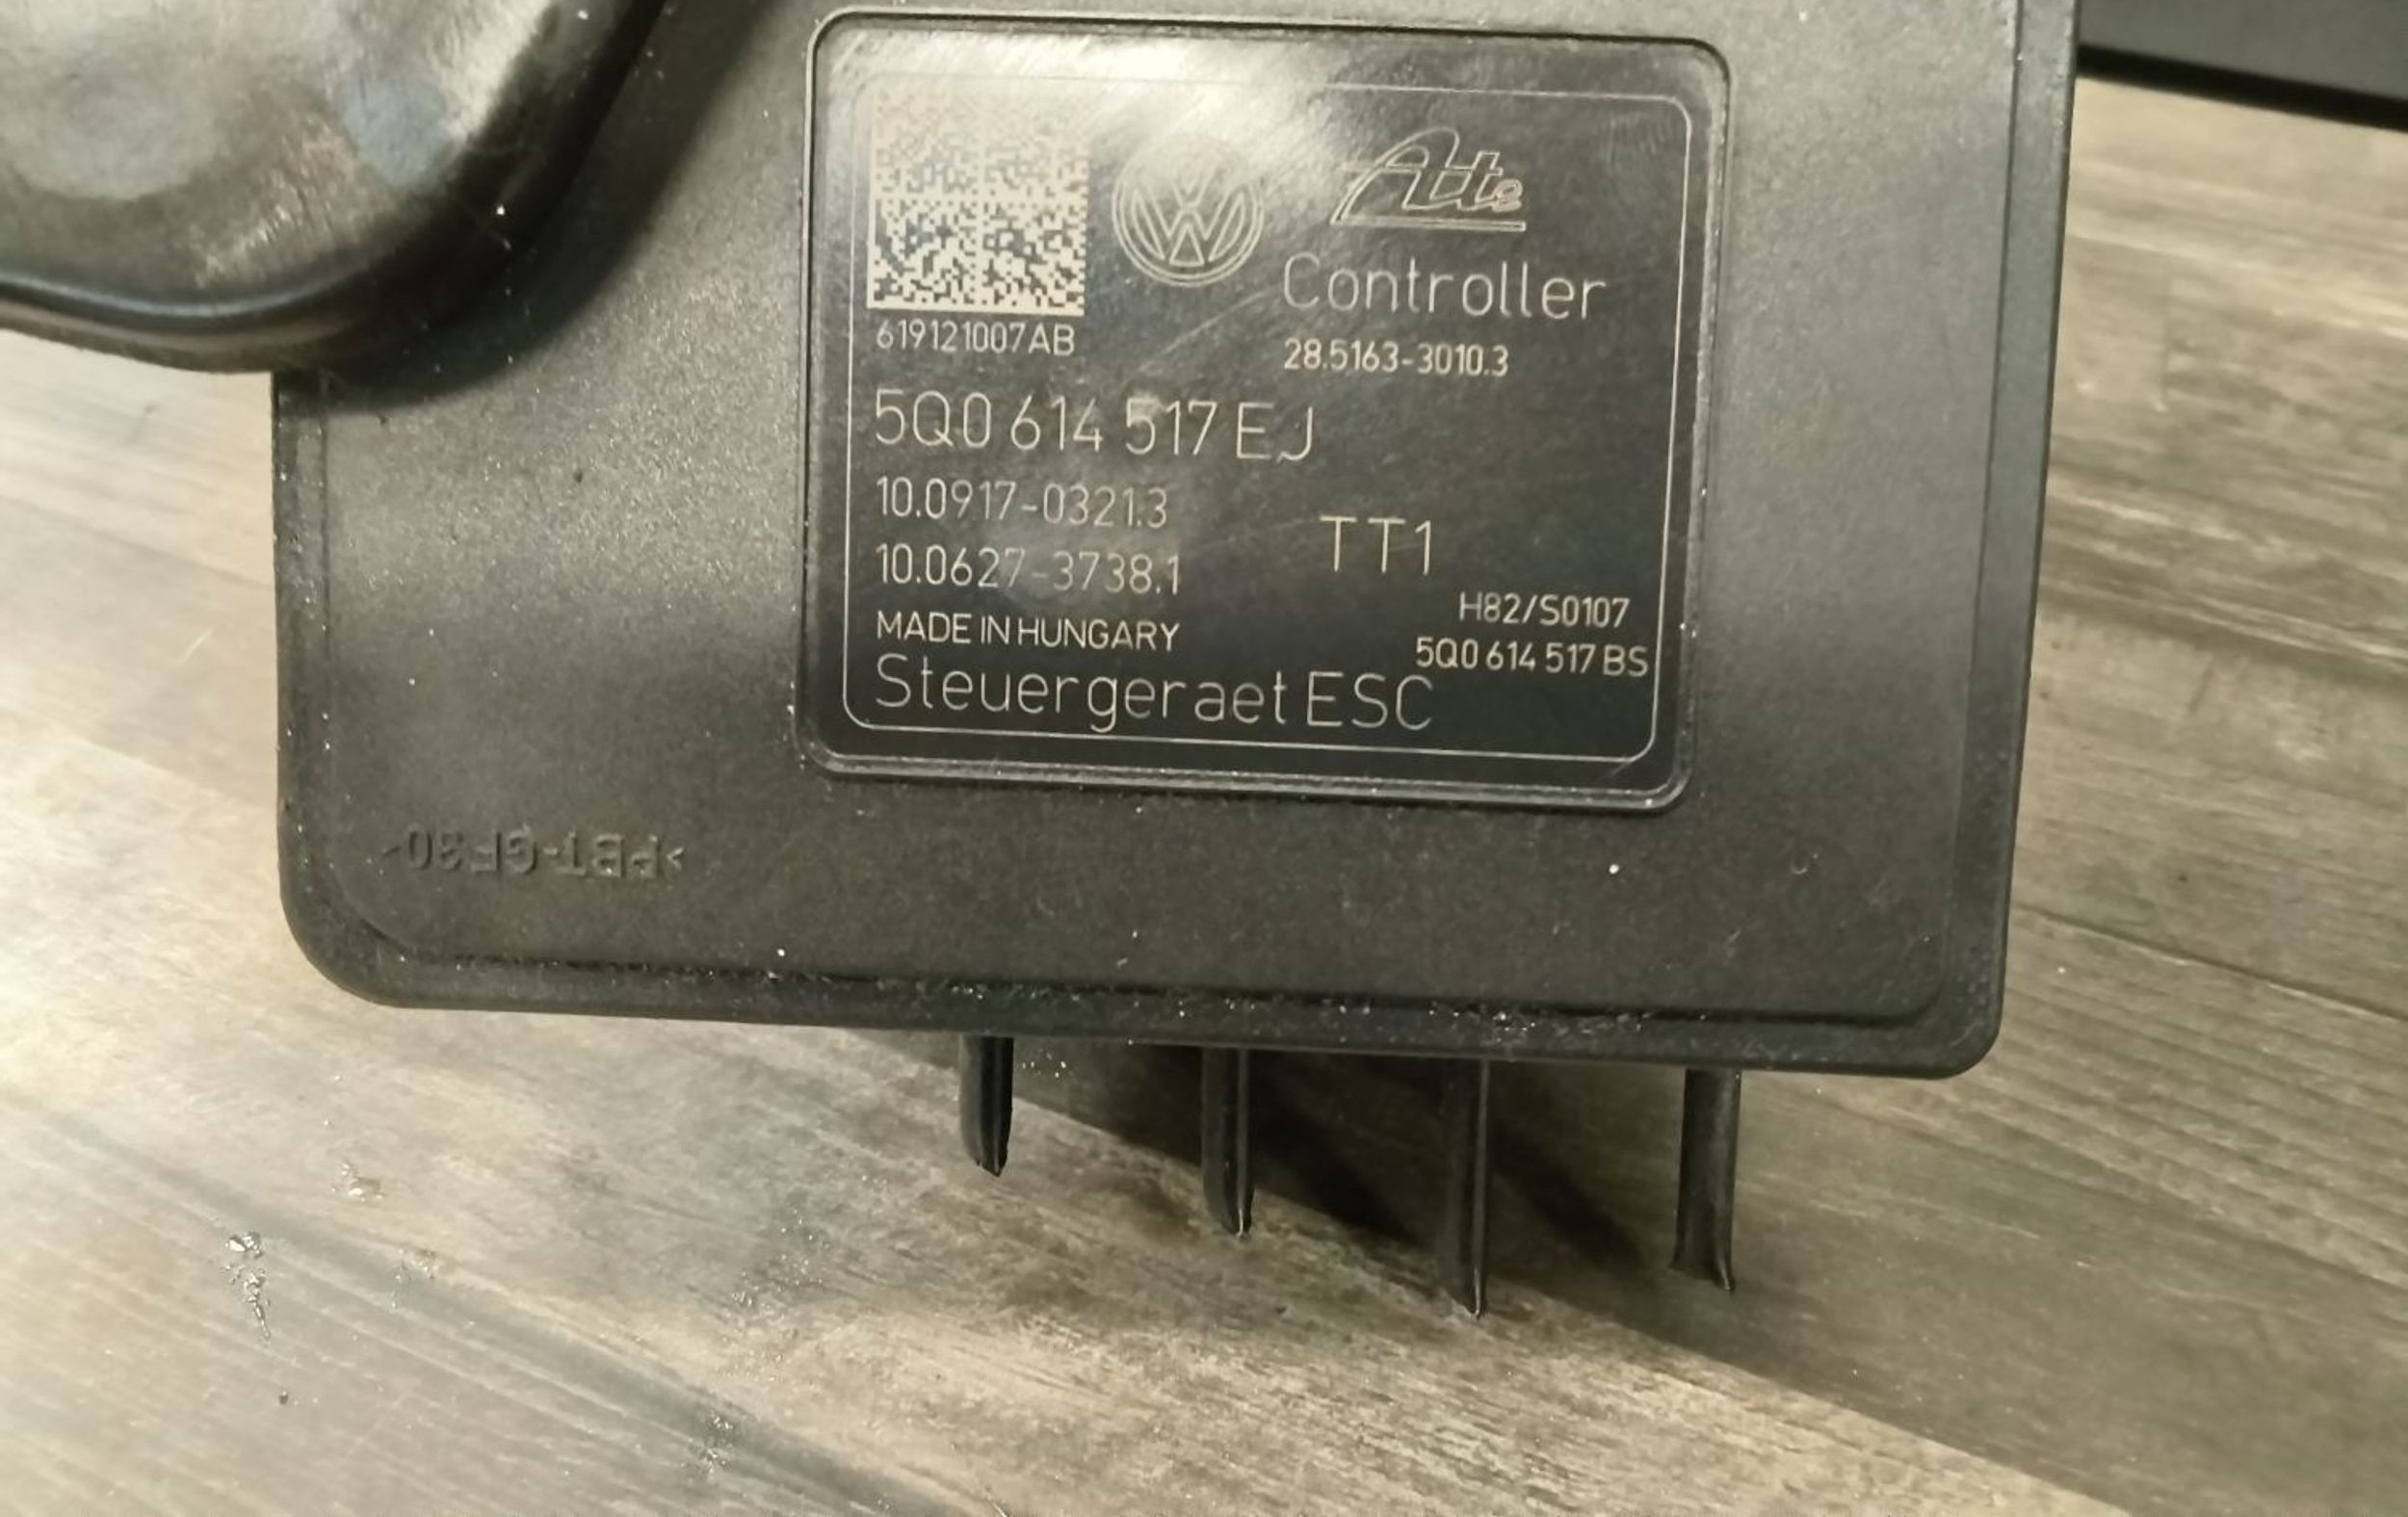 Ate
Controller
619121007AB
28.5163-3010.3
5Q0 614 517 EJ
10.0917-0321.3
10.0627-3738.1
TT1
H82/S0107
MADE IN HUNGARY
5Q0 614 517 BS
Steuergeraet ESC
>PBT-GF30<